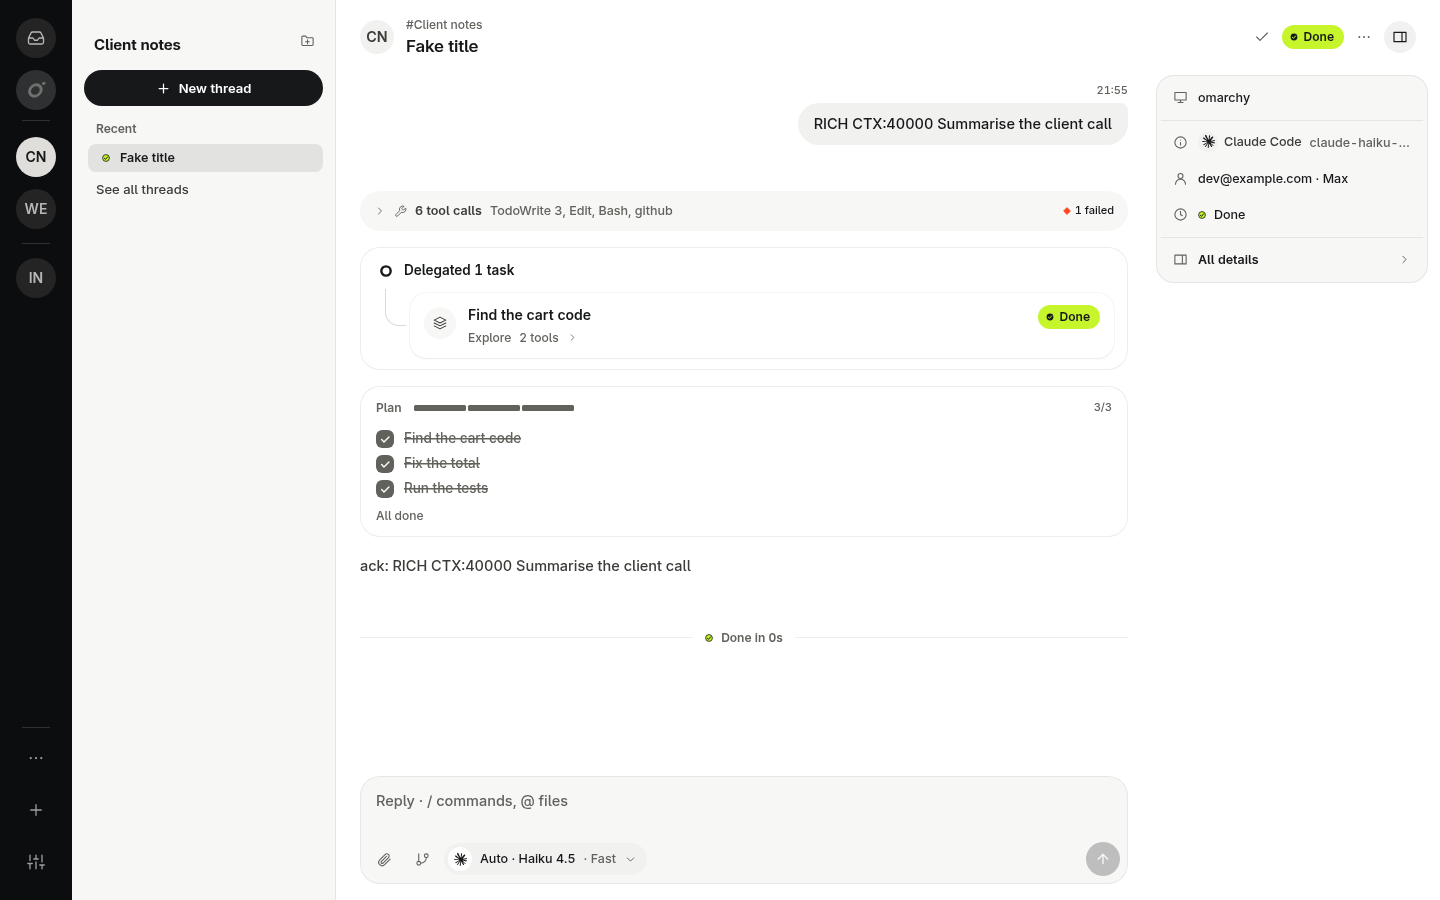 CN
WE
IN
Client notes
New thread
Recent
Fake title
See all threads
CN
#Client notes
Fake title
Done
21:55
RICH CTX:40000 Summarise the client call
6 tool calls TodoWrite 3, Edit, Bash, github
1 failed
Delegated 1 task
Find the cart code
Explore 2 tools
Done
Plan
3/3
Find the cart code
Fix the total
Run the tests
All done
ack: RICH CTX:40000 Summarise the client call
Done in 0s
Reply · / commands, @ files
Auto · Haiku 4.5 · Fast
omarchy
Claude Code claude-haiku-...
dev@example.com · Max
Done
All details